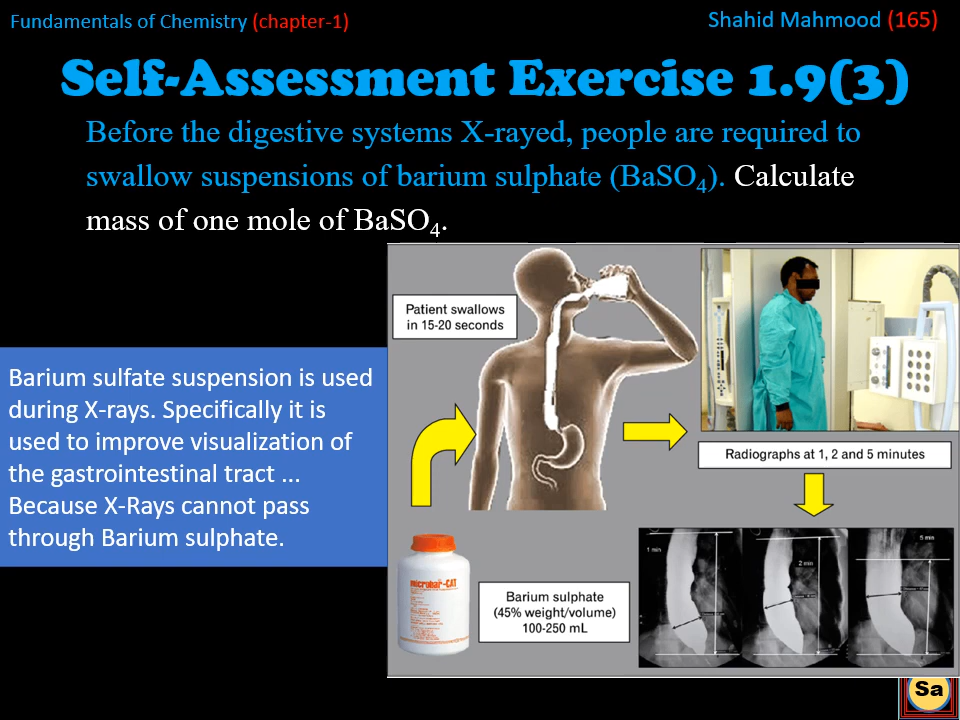 Fundamentals of Chemistry (chapter-1)
Shahid Mahmood (165)
Self-Assessment Exercise 1.9(3)
Before the digestive systems X-rayed, people are required to
swallow suspensions of barium sulphate (BaSO₄). Calculate
mass of one mole of BaSO₄.
Patient swallows
in 15-20 seconds
Barium sulfate suspension is used
during X-rays. Specifically it is
used to improve visualization of
the gastrointestinal tract ...
Because X-Rays cannot pass
through Barium sulphate.
Radiographs at 1, 2 and 5 minutes
microbar-CAT
Barium sulphate
(45% weight/volume)
100-250 mL
1 min
2 min
5 min
Sa